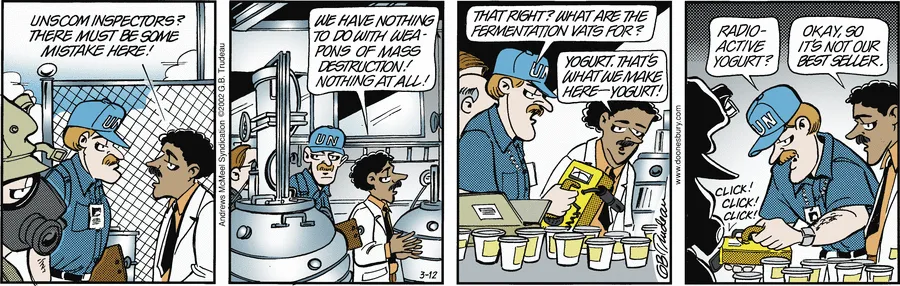 UNSCOM INSPECTORS?
THERE MUST BE SOME
MISTAKE HERE!
UN
Andrews McMeel Syndication ©2002 G.B. Trudeau
WE HAVE NOTHING
TO DO WITH WEA-
PONS OF MASS
DESTRUCTION!
NOTHING AT ALL!
UN
3-12
THAT RIGHT? WHAT ARE THE
FERMENTATION VATS FOR?
YOGURT. THAT'S
WHAT WE MAKE
HERE—YOGURT!
UN
GBTrudeau
www.doonesbury.com
RADIO-
ACTIVE
YOGURT?
OKAY, SO
IT'S NOT OUR
BEST SELLER.
UN
CLICK!
CLICK!
CLICK!